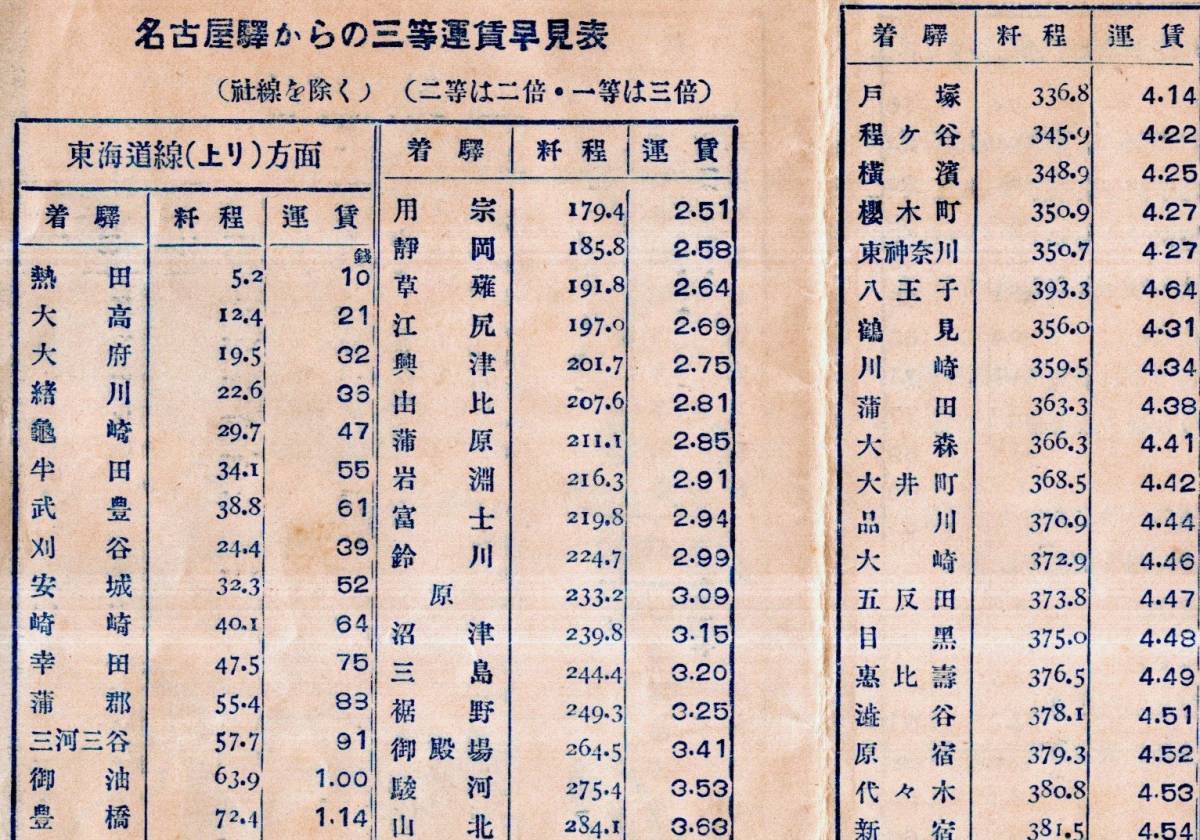 名古屋驛からの三等運賃早見表
（社線を除く）（二等は二倍・一等は三倍）
東海道線(上リ)方面
着驛 粁程 運賃
錢
熱田 5.2 10
大高 12.4 21
大府 19.5 32
緒川 22.6 36
龜崎 29.7 47
半田 34.1 55
武豊 38.8 61
刈谷 24.4 39
安城 32.3 52
崎崎 40.1 64
幸田 47.5 75
蒲郡 55.4 88
三河三谷 57.7 91
御油 63.9 1.00
豊橋 72.4 1.14
着驛 粁程 運賃
用宗 179.4 2.51
靜岡 185.8 2.58
草薙 191.8 2.64
江尻 197.0 2.69
興津 201.7 2.75
由比 207.6 2.81
蒲原 211.1 2.85
岩淵 216.3 2.91
富士 219.8 2.94
鈴川 224.7 2.99
原 233.2 3.09
沼津 239.8 3.15
三島 244.4 3.20
裾野 249.3 3.25
御殿場 264.5 3.41
駿河 275.4 3.53
山北 284.1 3.63
着驛 粁程 運賃
戸塚 336.8 4.14
程ケ谷 345.9 4.22
橫濱 348.9 4.25
櫻木町 350.9 4.27
東神奈川 350.7 4.27
八王子 393.3 4.64
鶴見 356.0 4.31
川崎 359.5 4.34
蒲田 363.3 4.38
大森 366.3 4.41
大井町 368.5 4.42
品川 370.9 4.44
大崎 372.9 4.46
五反田 373.8 4.47
目黑 375.0 4.48
惠比壽 376.5 4.49
澁谷 378.1 4.51
原宿 379.3 4.52
代々木 380.8 4.53
新宿 381.5 4.54